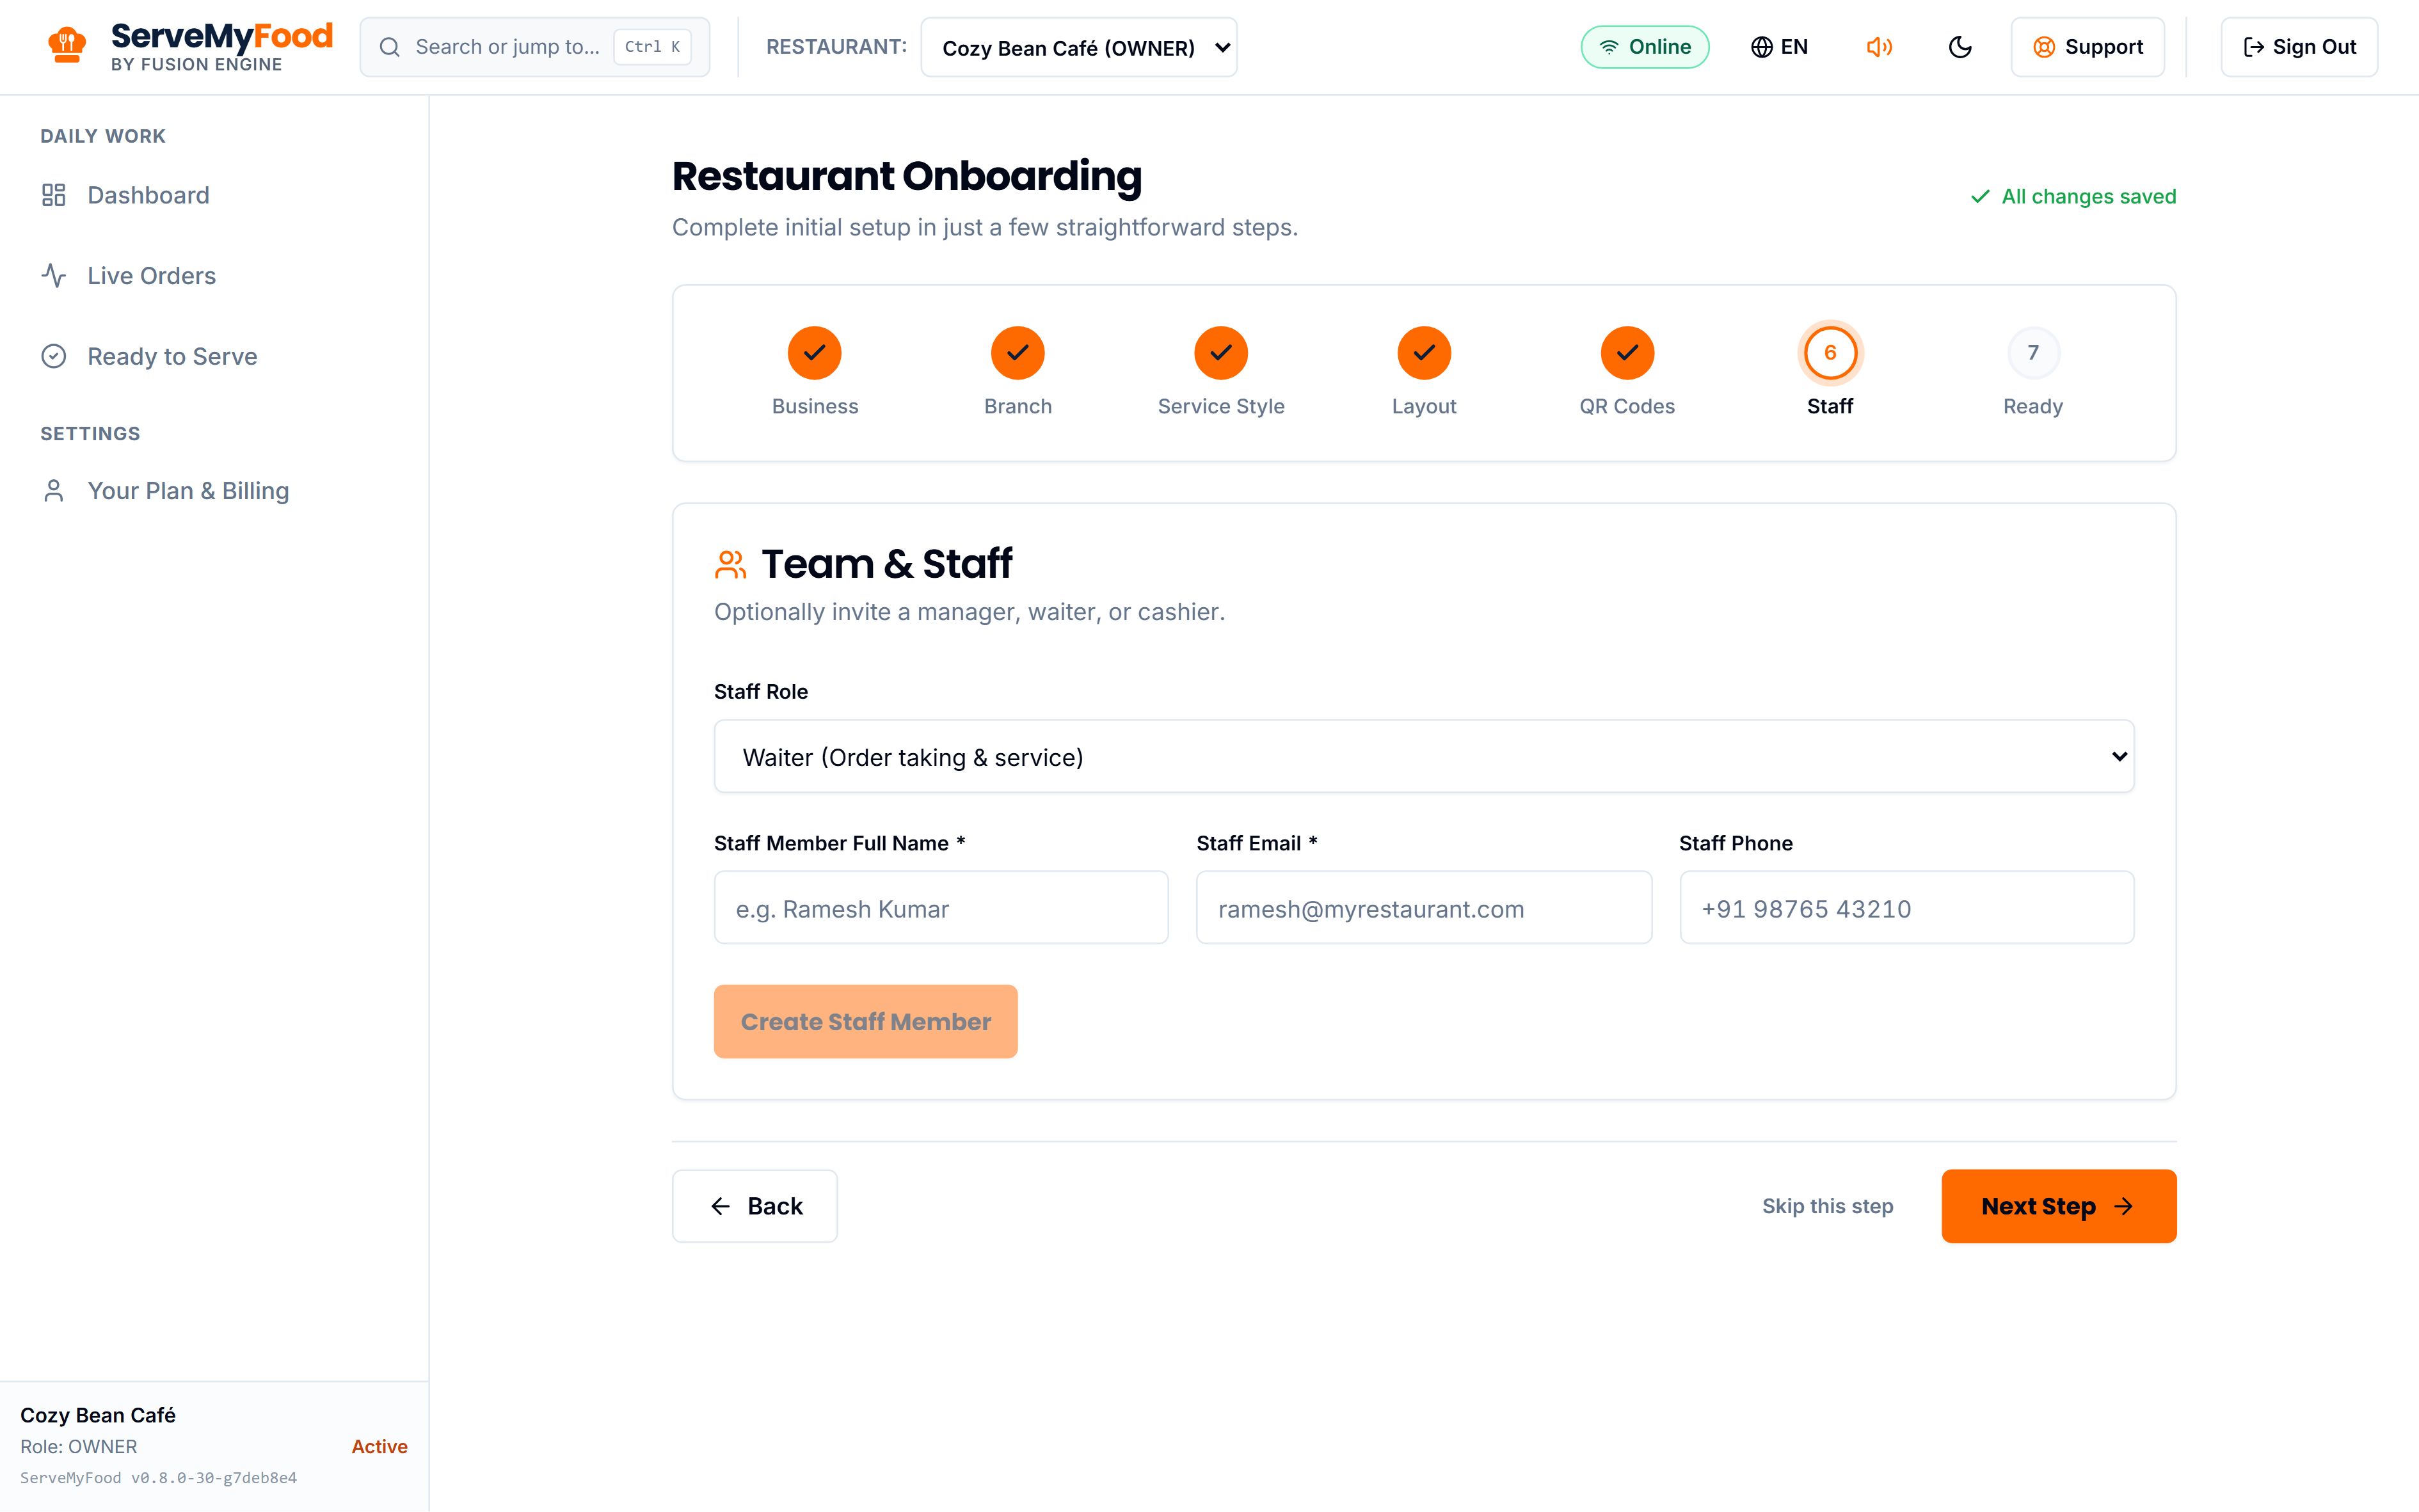 ServeMyFood
BY FUSION ENGINE
Search or jump to...
Ctrl K
RESTAURANT:
Cozy Bean Café (OWNER)
Online
EN
Support
Sign Out
DAILY WORK
Dashboard
Live Orders
Ready to Serve
SETTINGS
Your Plan & Billing
Restaurant Onboarding
Complete initial setup in just a few straightforward steps.
All changes saved
Business
Branch
Service Style
Layout
QR Codes
6
Staff
7
Ready
Team & Staff
Optionally invite a manager, waiter, or cashier.
Staff Role
Waiter (Order taking & service)
Staff Member Full Name *
e.g. Ramesh Kumar
Staff Email *
ramesh@myrestaurant.com
Staff Phone
+91 98765 43210
Create Staff Member
Back
Skip this step
Next Step
Cozy Bean Café
Role: OWNER
Active
ServeMyFood v0.8.0-30-g7deb8e4